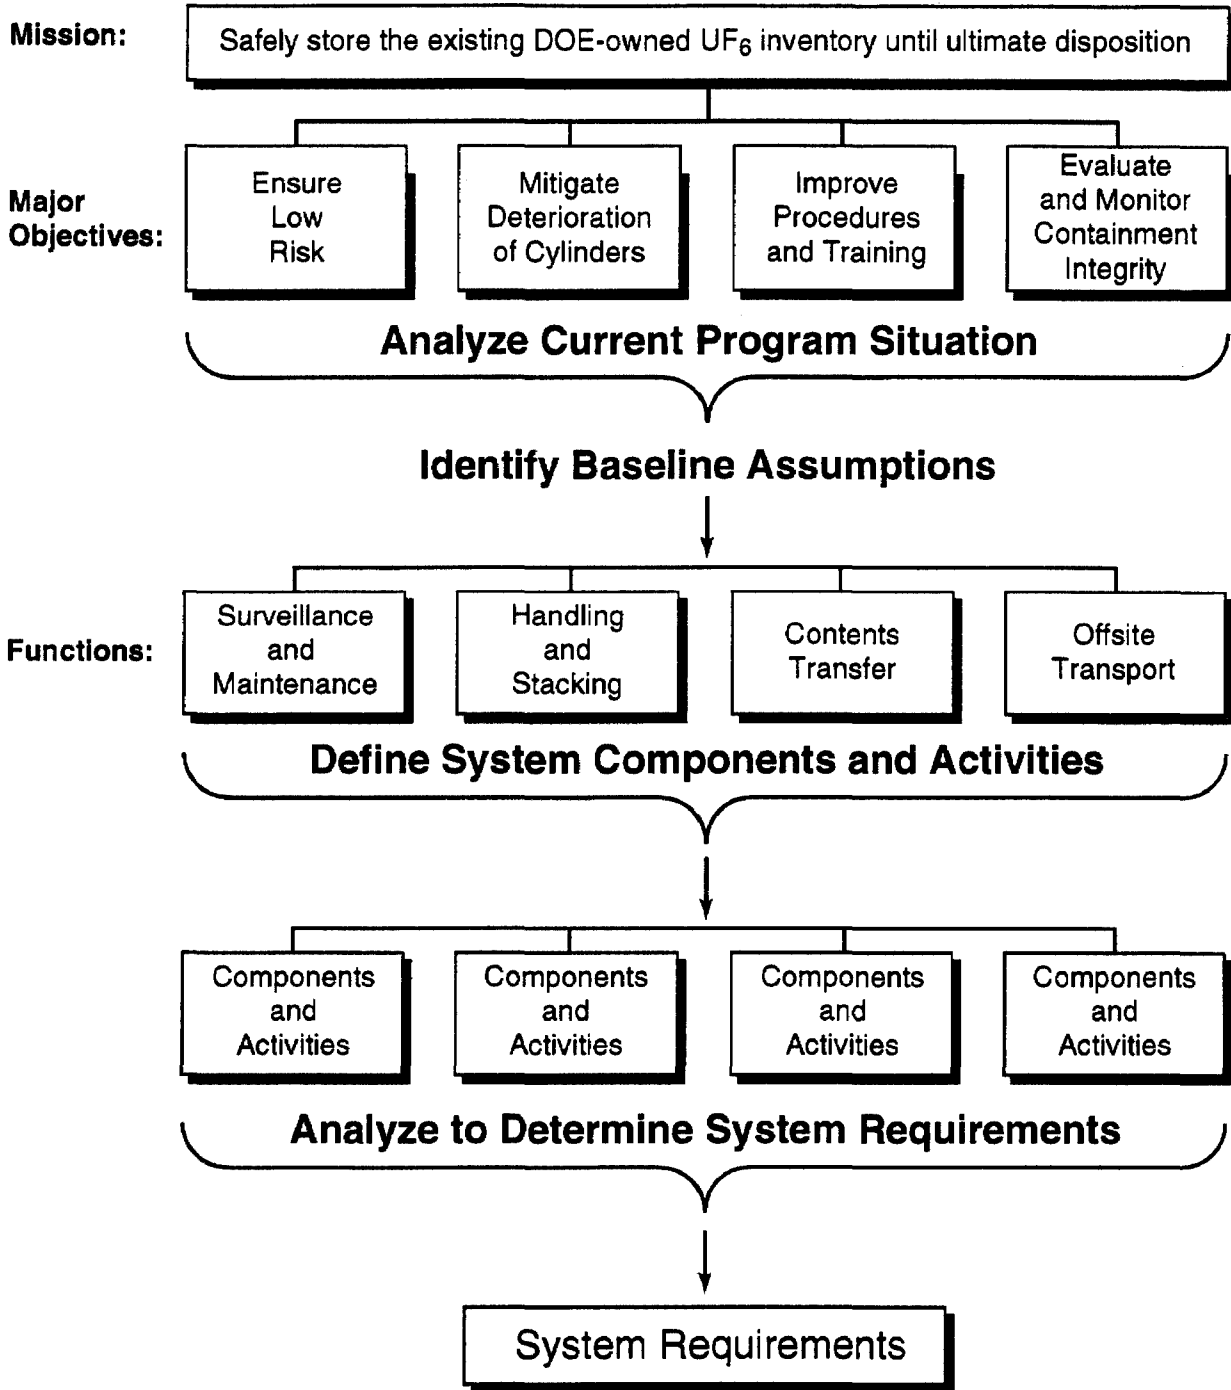 Mission:
Safely store the existing DOE-owned UF₆ inventory until ultimate disposition
Major
Objectives:
Ensure
Low
Risk
Mitigate
Deterioration
of Cylinders
Improve
Procedures
and Training
Evaluate
and Monitor
Containment
Integrity
Analyze Current Program Situation
Identify Baseline Assumptions
Functions:
Surveillance
and
Maintenance
Handling
and
Stacking
Contents
Transfer
Offsite
Transport
Define System Components and Activities
Components
and
Activities
Components
and
Activities
Components
and
Activities
Components
and
Activities
Analyze to Determine System Requirements
System Requirements